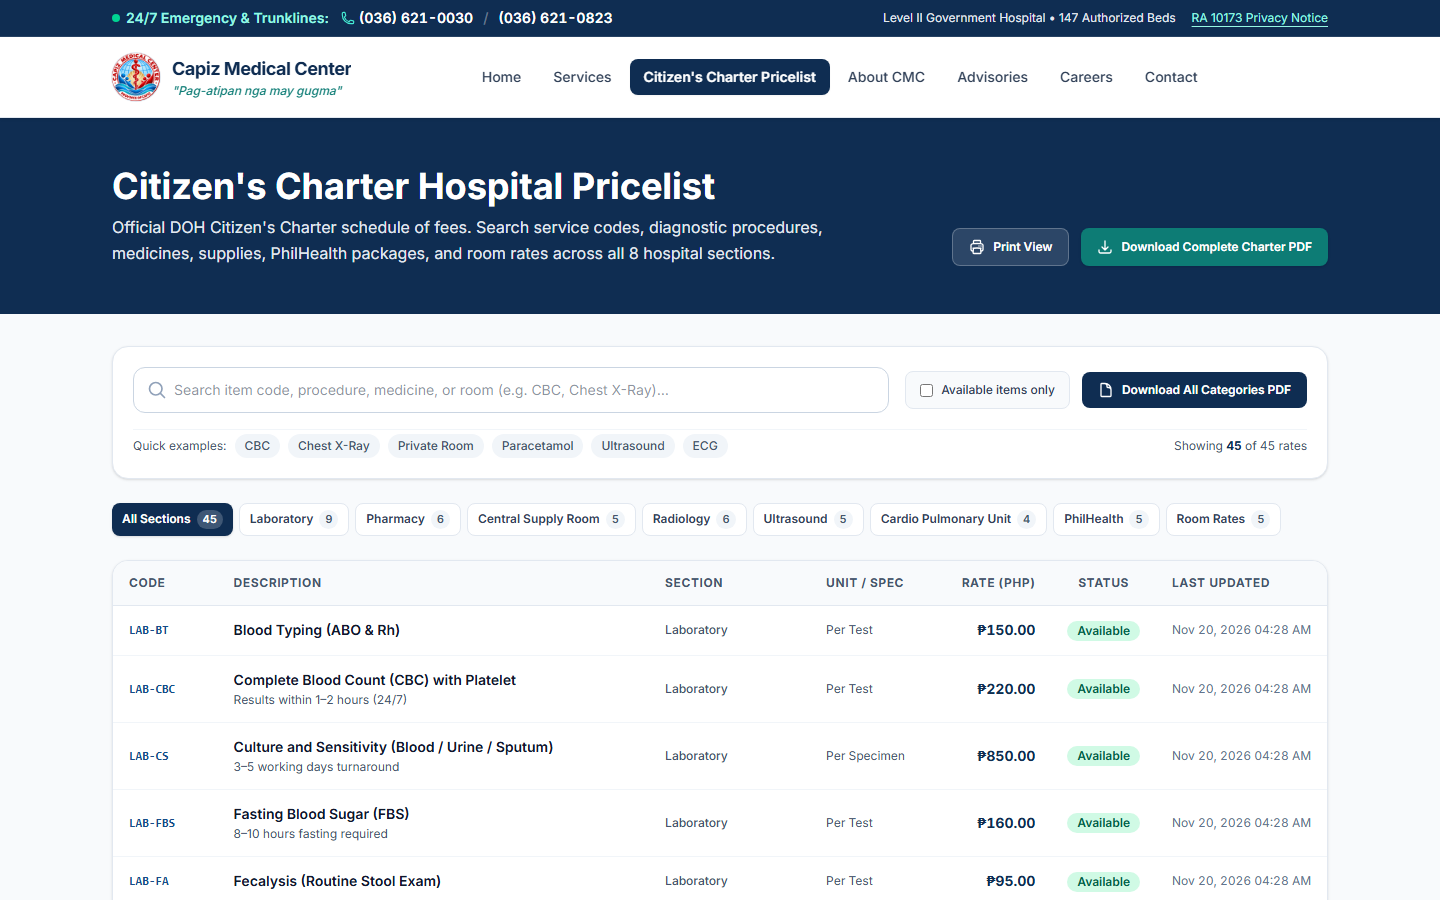 24/7 Emergency & Trunklines: (036) 621-0030 / (036) 621-0823
Level II Government Hospital • 147 Authorized Beds RA 10173 Privacy Notice
Capiz Medical Center
"Pag-atipan nga may gugma"
Home Services Citizen's Charter Pricelist About CMC Advisories Careers Contact
Citizen's Charter Hospital Pricelist
Official DOH Citizen's Charter schedule of fees. Search service codes, diagnostic procedures,
medicines, supplies, PhilHealth packages, and room rates across all 8 hospital sections.
Print View Download Complete Charter PDF
Search item code, procedure, medicine, or room (e.g. CBC, Chest X-Ray)...
Available items only Download All Categories PDF
Quick examples: CBC Chest X-Ray Private Room Paracetamol Ultrasound ECG
Showing 45 of 45 rates
All Sections 45 Laboratory 9 Pharmacy 6 Central Supply Room 5 Radiology 6 Ultrasound 5 Cardio Pulmonary Unit 4 PhilHealth 5 Room Rates 5
CODE DESCRIPTION SECTION UNIT / SPEC RATE (PHP) STATUS LAST UPDATED
LAB-BT Blood Typing (ABO & Rh) Laboratory Per Test ₱150.00 Available Nov 20, 2026 04:28 AM
LAB-CBC Complete Blood Count (CBC) with Platelet Laboratory Per Test ₱220.00 Available Nov 20, 2026 04:28 AM
Results within 1–2 hours (24/7)
LAB-CS Culture and Sensitivity (Blood / Urine / Sputum) Laboratory Per Specimen ₱850.00 Available Nov 20, 2026 04:28 AM
3–5 working days turnaround
LAB-FBS Fasting Blood Sugar (FBS) Laboratory Per Test ₱160.00 Available Nov 20, 2026 04:28 AM
8–10 hours fasting required
LAB-FA Fecalysis (Routine Stool Exam) Laboratory Per Test ₱95.00 Available Nov 20, 2026 04:28 AM